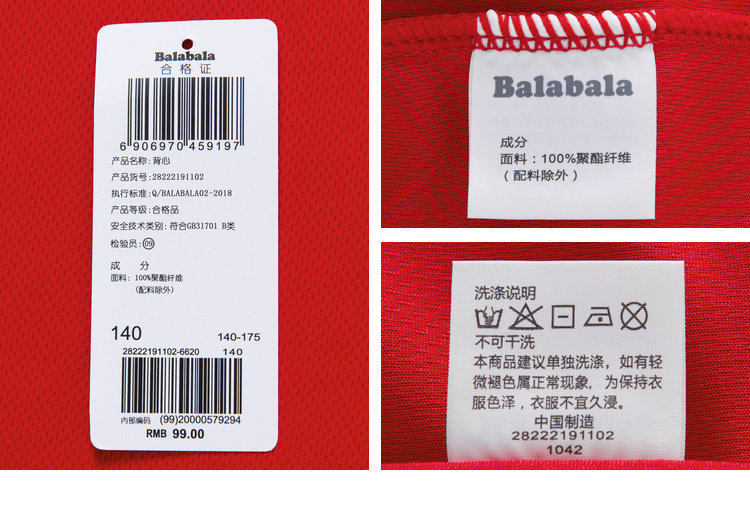 Balabala
合格证
6 906970 459197
产品名称:背心
产品货号:28222191102
执行标准:Q/BALABALA02-2018
产品等级:合格品
安全技术类别:符合GB31701 B类
检验员:09
成 分
面料:100%聚酯纤维
(配料除外)
140 140-175
28222191102-6620 140
内部编码 (99)20000579294
RMB 99.00
Balabala
成分
面料:100%聚酯纤维
(配料除外)
洗涤说明
不可干洗
本商品建议单独洗涤,如有轻
微褪色属正常现象,为保持衣
服色泽,衣服不宜久浸。
中国制造
28222191102
1042